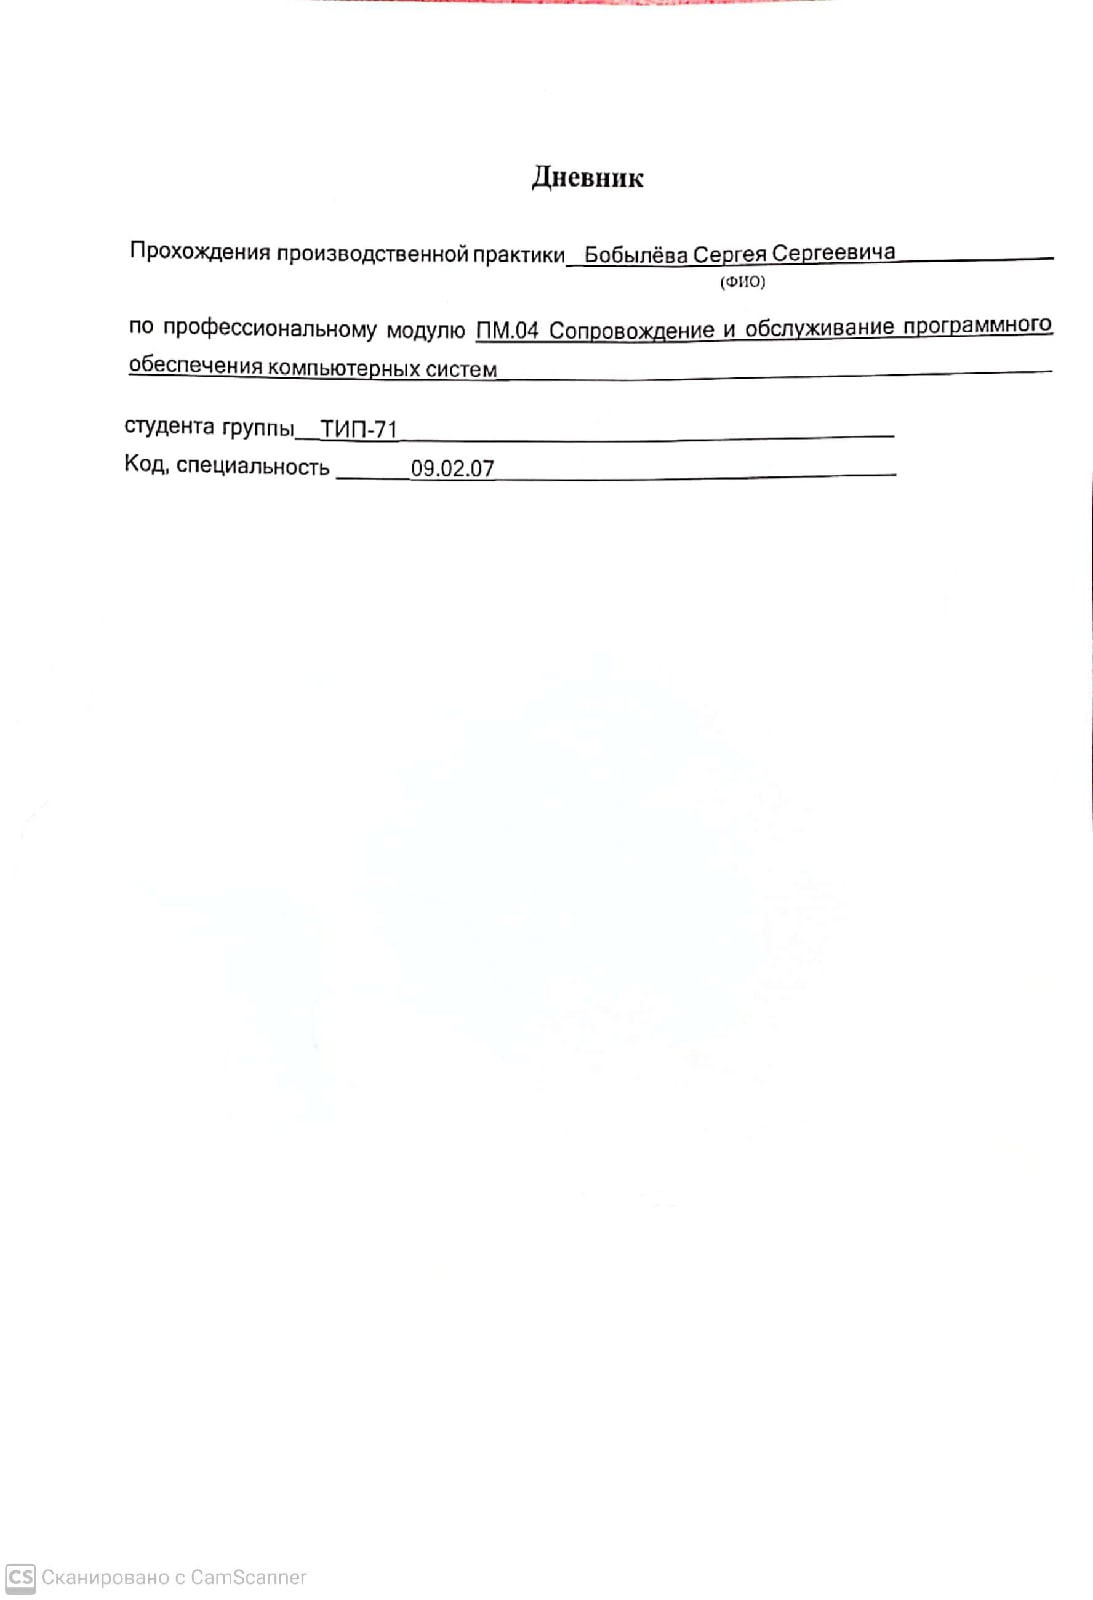 Дневник
Прохождения производственной практики Бобылёва Сергея Сергеевича
(ФИО)
по профессиональному модулю ПМ.04 Сопровождение и обслуживание программного
обеспечения компьютерных систем
студента группы ТИП-71
Код, специальность 09.02.07
CS Сканировано с CamScanner